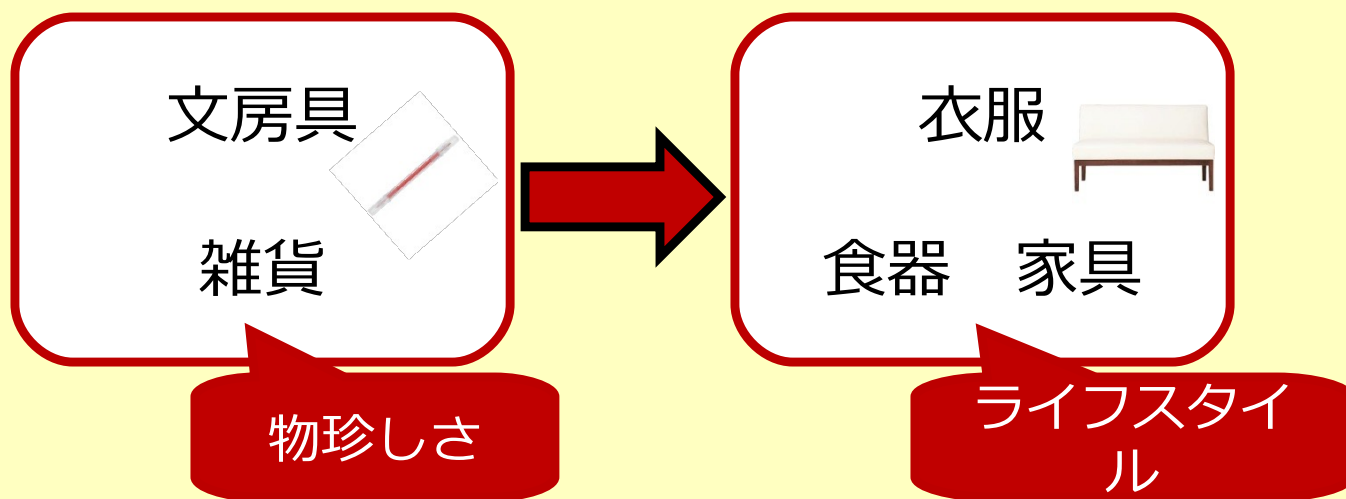 文房具
雑貨
物珍しさ
衣服
食器　家具
ライフスタイ
ル